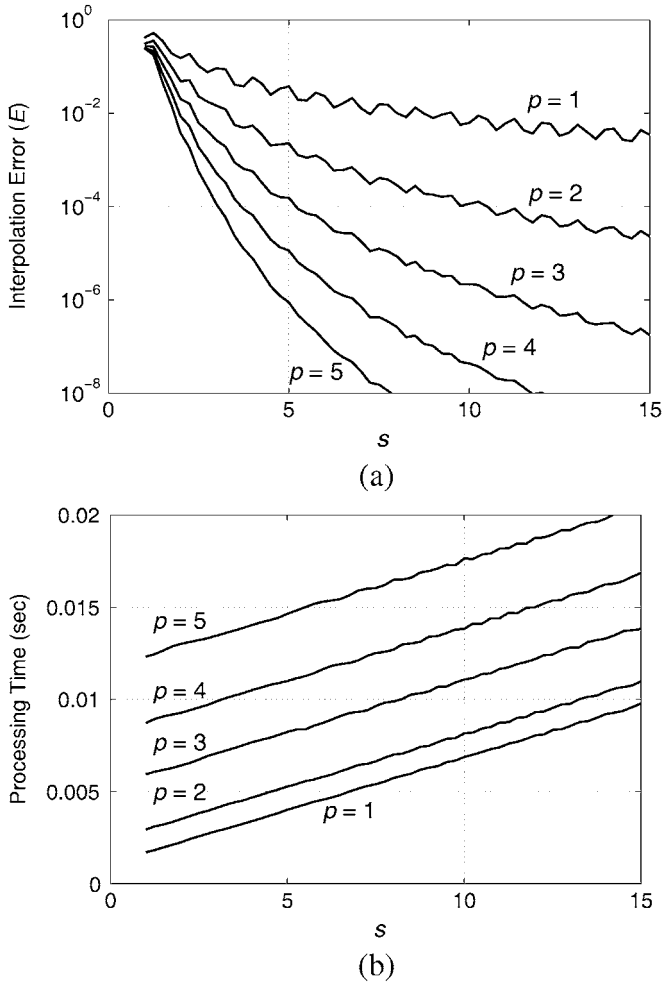 10^0
10^-2
10^-4
10^-6
10^-8
Interpolation Error (E)
p = 1
p = 2
p = 3
p = 4
p = 5
0
5
10
15
s
(a)
0.02
0.015
0.01
0.005
0
Processing Time (sec)
p = 5
p = 4
p = 3
p = 2
p = 1
0
5
10
15
s
(b)